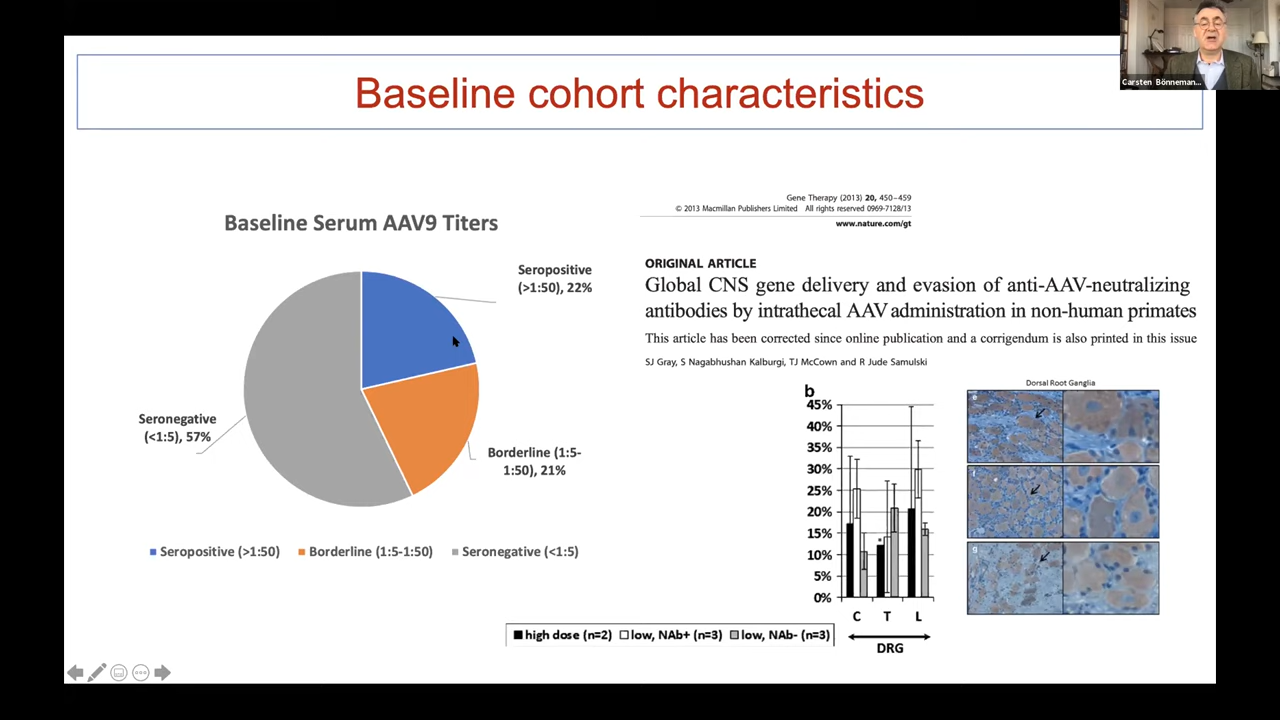 Carsten Bönneman...
Baseline cohort characteristics
Baseline Serum AAV9 Titers
Seropositive
(>1:50), 22%
Seronegative
(<1:5), 57%
Borderline (1:5-
1:50), 21%
Seropositive (>1:50) Borderline (1:5-1:50) Seronegative (<1:5)
Gene Therapy (2013) 20, 450–459
© 2013 Macmillan Publishers Limited All rights reserved 0969-7128/13
www.nature.com/gt
ORIGINAL ARTICLE
Global CNS gene delivery and evasion of anti-AAV-neutralizing
antibodies by intrathecal AAV administration in non-human primates
This article has been corrected since online publication and a corrigendum is also printed in this issue
SJ Gray, S Nagabhushan Kalburgi, TJ McCown and R Jude Samulski
b
45%
40%
35%
30%
25%
20%
15%
10%
5%
0%
*
C T L
DRG
high dose (n=2) low, NAb+ (n=3) low, NAb- (n=3)
Dorsal Root Ganglia
e
f
g